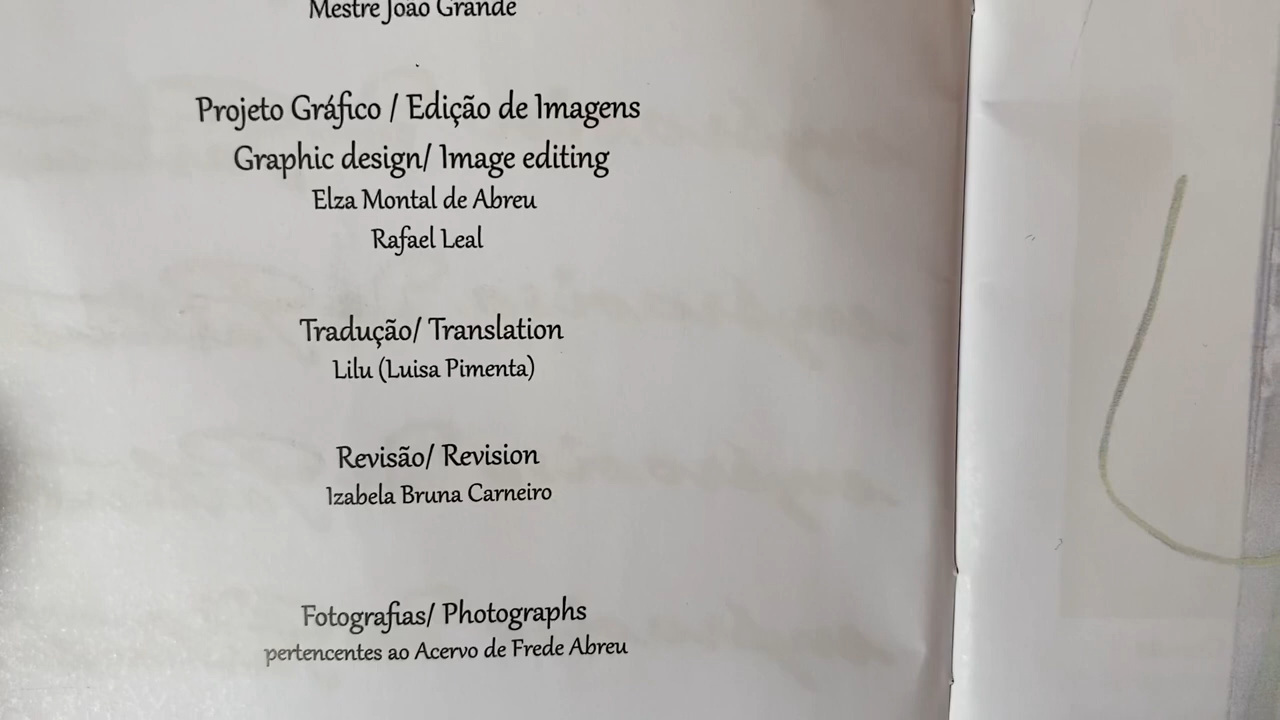 Mestre João Grande
Projeto Gráfico / Edição de Imagens
Graphic design/ Image editing
Elza Montal de Abreu
Rafael Leal
Tradução/ Translation
Lilu (Luisa Pimenta)
Revisão/ Revision
Izabela Bruna Carneiro
Fotografias/ Photographs
pertencentes ao Acervo de Frede Abreu